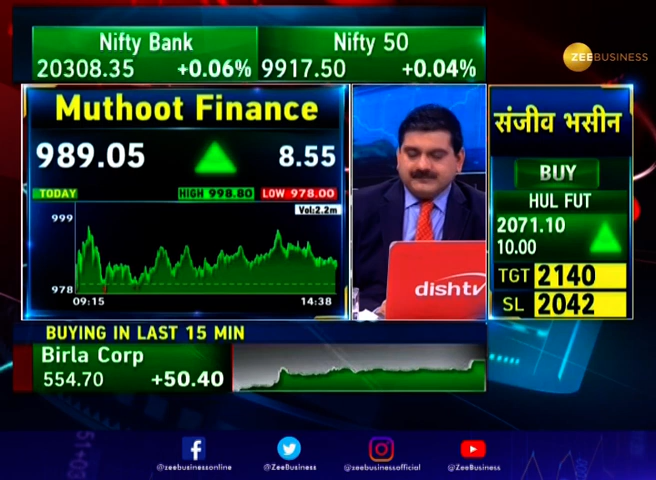 Nifty Bank
20308.35 +0.06%
Nifty 50
9917.50 +0.04%
ZEEBUSINESS
Muthoot Finance
989.05 8.55
TODAY HIGH 998.80 LOW 978.00
Vol:2.2m
999
978
09:15 14:38
dishtv
संजीव भसीन
BUY
HUL FUT
2071.10
10.00
TGT 2140
SL 2042
BUYING IN LAST 15 MIN
Birla Corp
554.70 +50.40
@zeebusinessonline @ZeeBusiness @zeebusinessofficial @ZeeBusiness